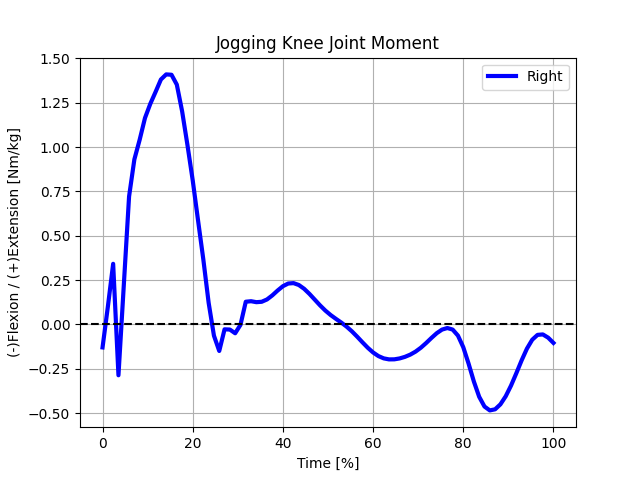 Jogging Knee Joint Moment
Right
(-)Flexion / (+)Extension [Nm/kg]
1.50
1.25
1.00
0.75
0.50
0.25
0.00
−0.25
−0.50
0 20 40 60 80 100
Time [%]